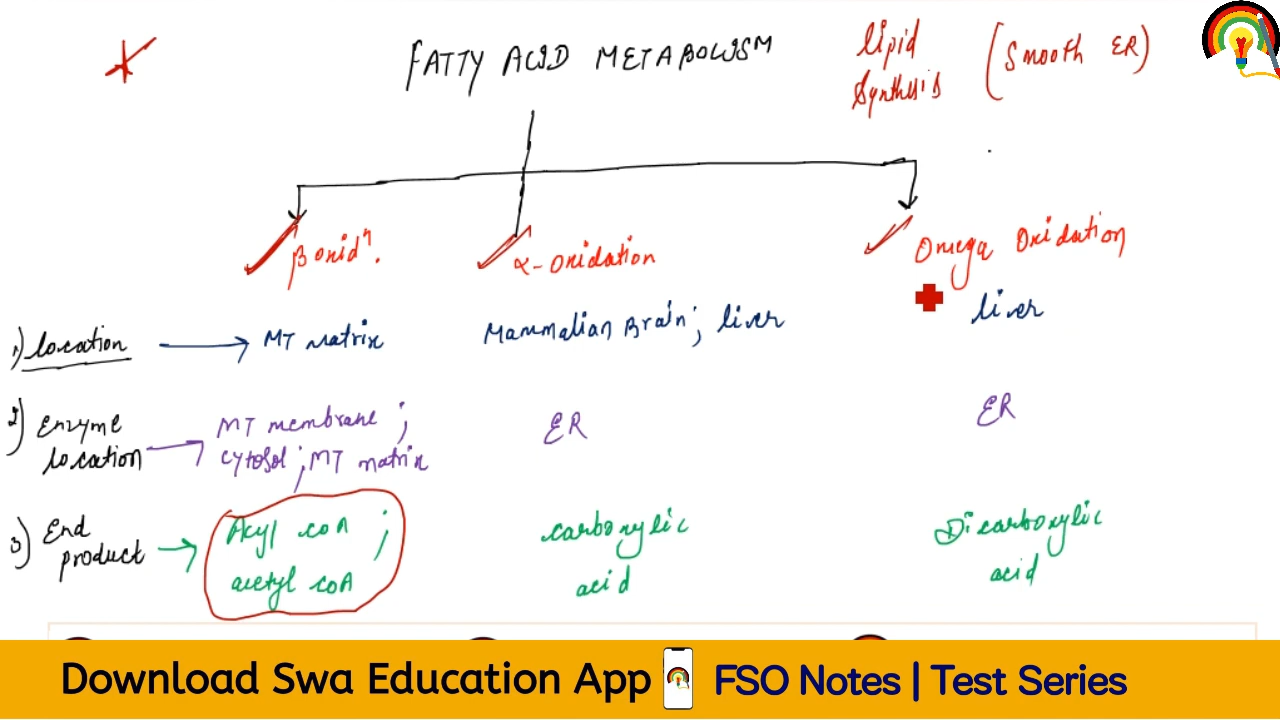 FATTY ACID METABOLISM
Lipid
Synthesis
(Smooth ER)
β oxidⁿ.
α-Oxidation
Omega Oxidation
1) Location → MT matrix
Mammalian Brain; liver
liver
2) Enzyme
location → MT membrane;
cytosol; MT matrix
ER
ER
3) End
product → Acyl CoA;
acetyl CoA
carboxylic
acid
Dicarboxylic
acid
Download Swa Education App
FSO Notes | Test Series